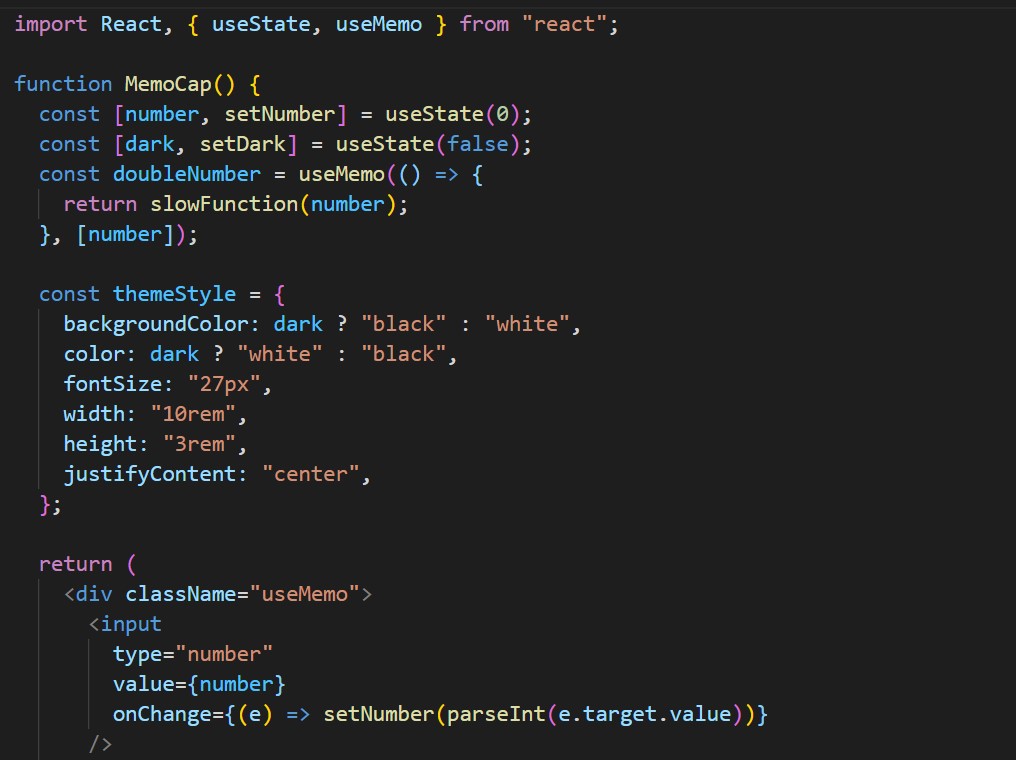 import React, { useState, useMemo } from "react";
function MemoCap() {
const [number, setNumber] = useState(0);
const [dark, setDark] = useState(false);
const doubleNumber = useMemo(() => {
return slowFunction(number);
}, [number]);
const themeStyle = {
backgroundColor: dark ? "black" : "white",
color: dark ? "white" : "black",
fontSize: "27px",
width: "10rem",
height: "3rem",
justifyContent: "center",
};
return (
<div className="useMemo">
<input
type="number"
value={number}
onChange={(e) => setNumber(parseInt(e.target.value))}
/>